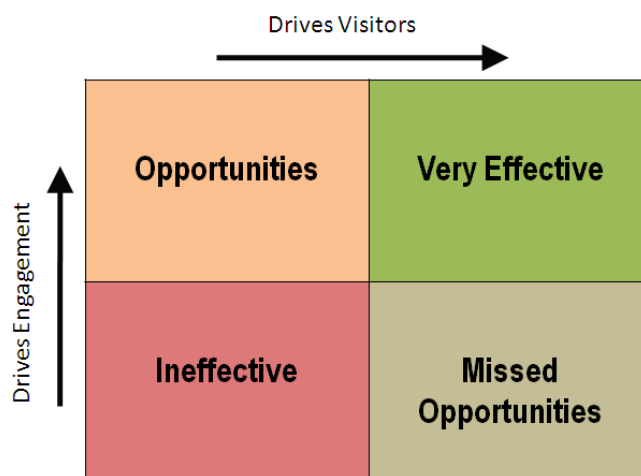 Drives Visitors
Opportunities
Very Effective
Drives Engagement
Ineffective
Missed
Opportunities